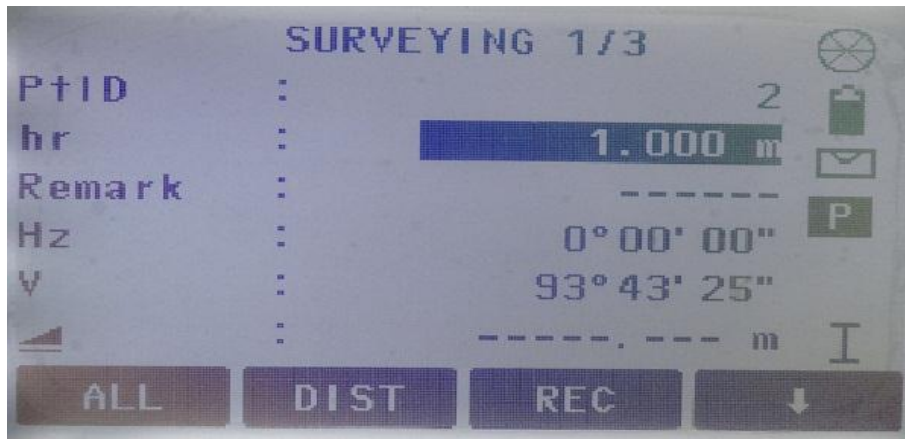 SURVEYING 1/3
PtID : 2
hr : 1.000 m
Remark : ------
Hz : 0°00'00"
V : 93°43'25"
: -----.--- m
P
I
ALL DIST REC ↓